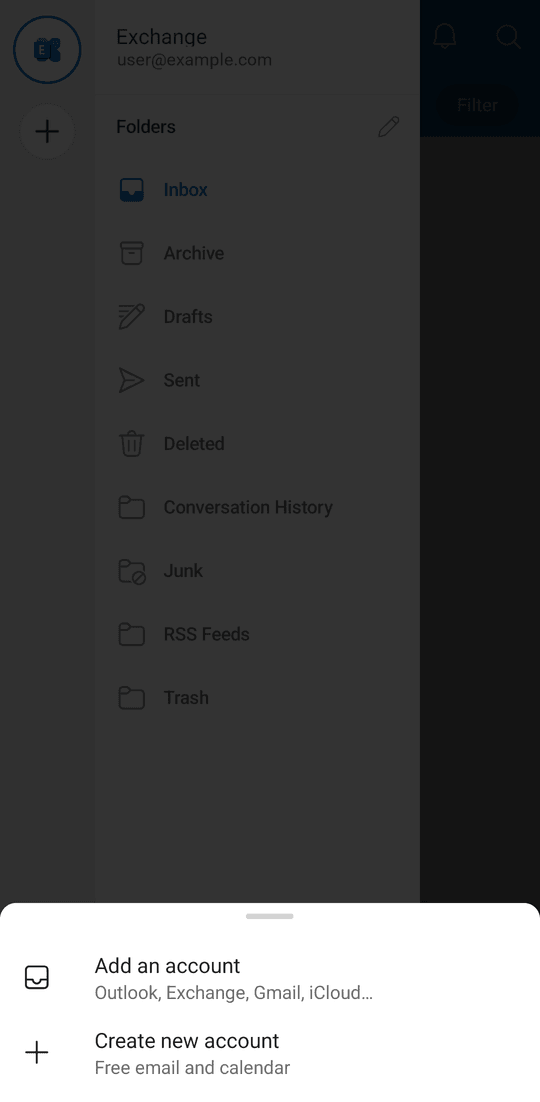 E
Exchange
user@example.com
Filter
Folders
Inbox
Archive
Drafts
Sent
Deleted
Conversation History
Junk
RSS Feeds
Trash
Add an account
Outlook, Exchange, Gmail, iCloud...
Create new account
Free email and calendar